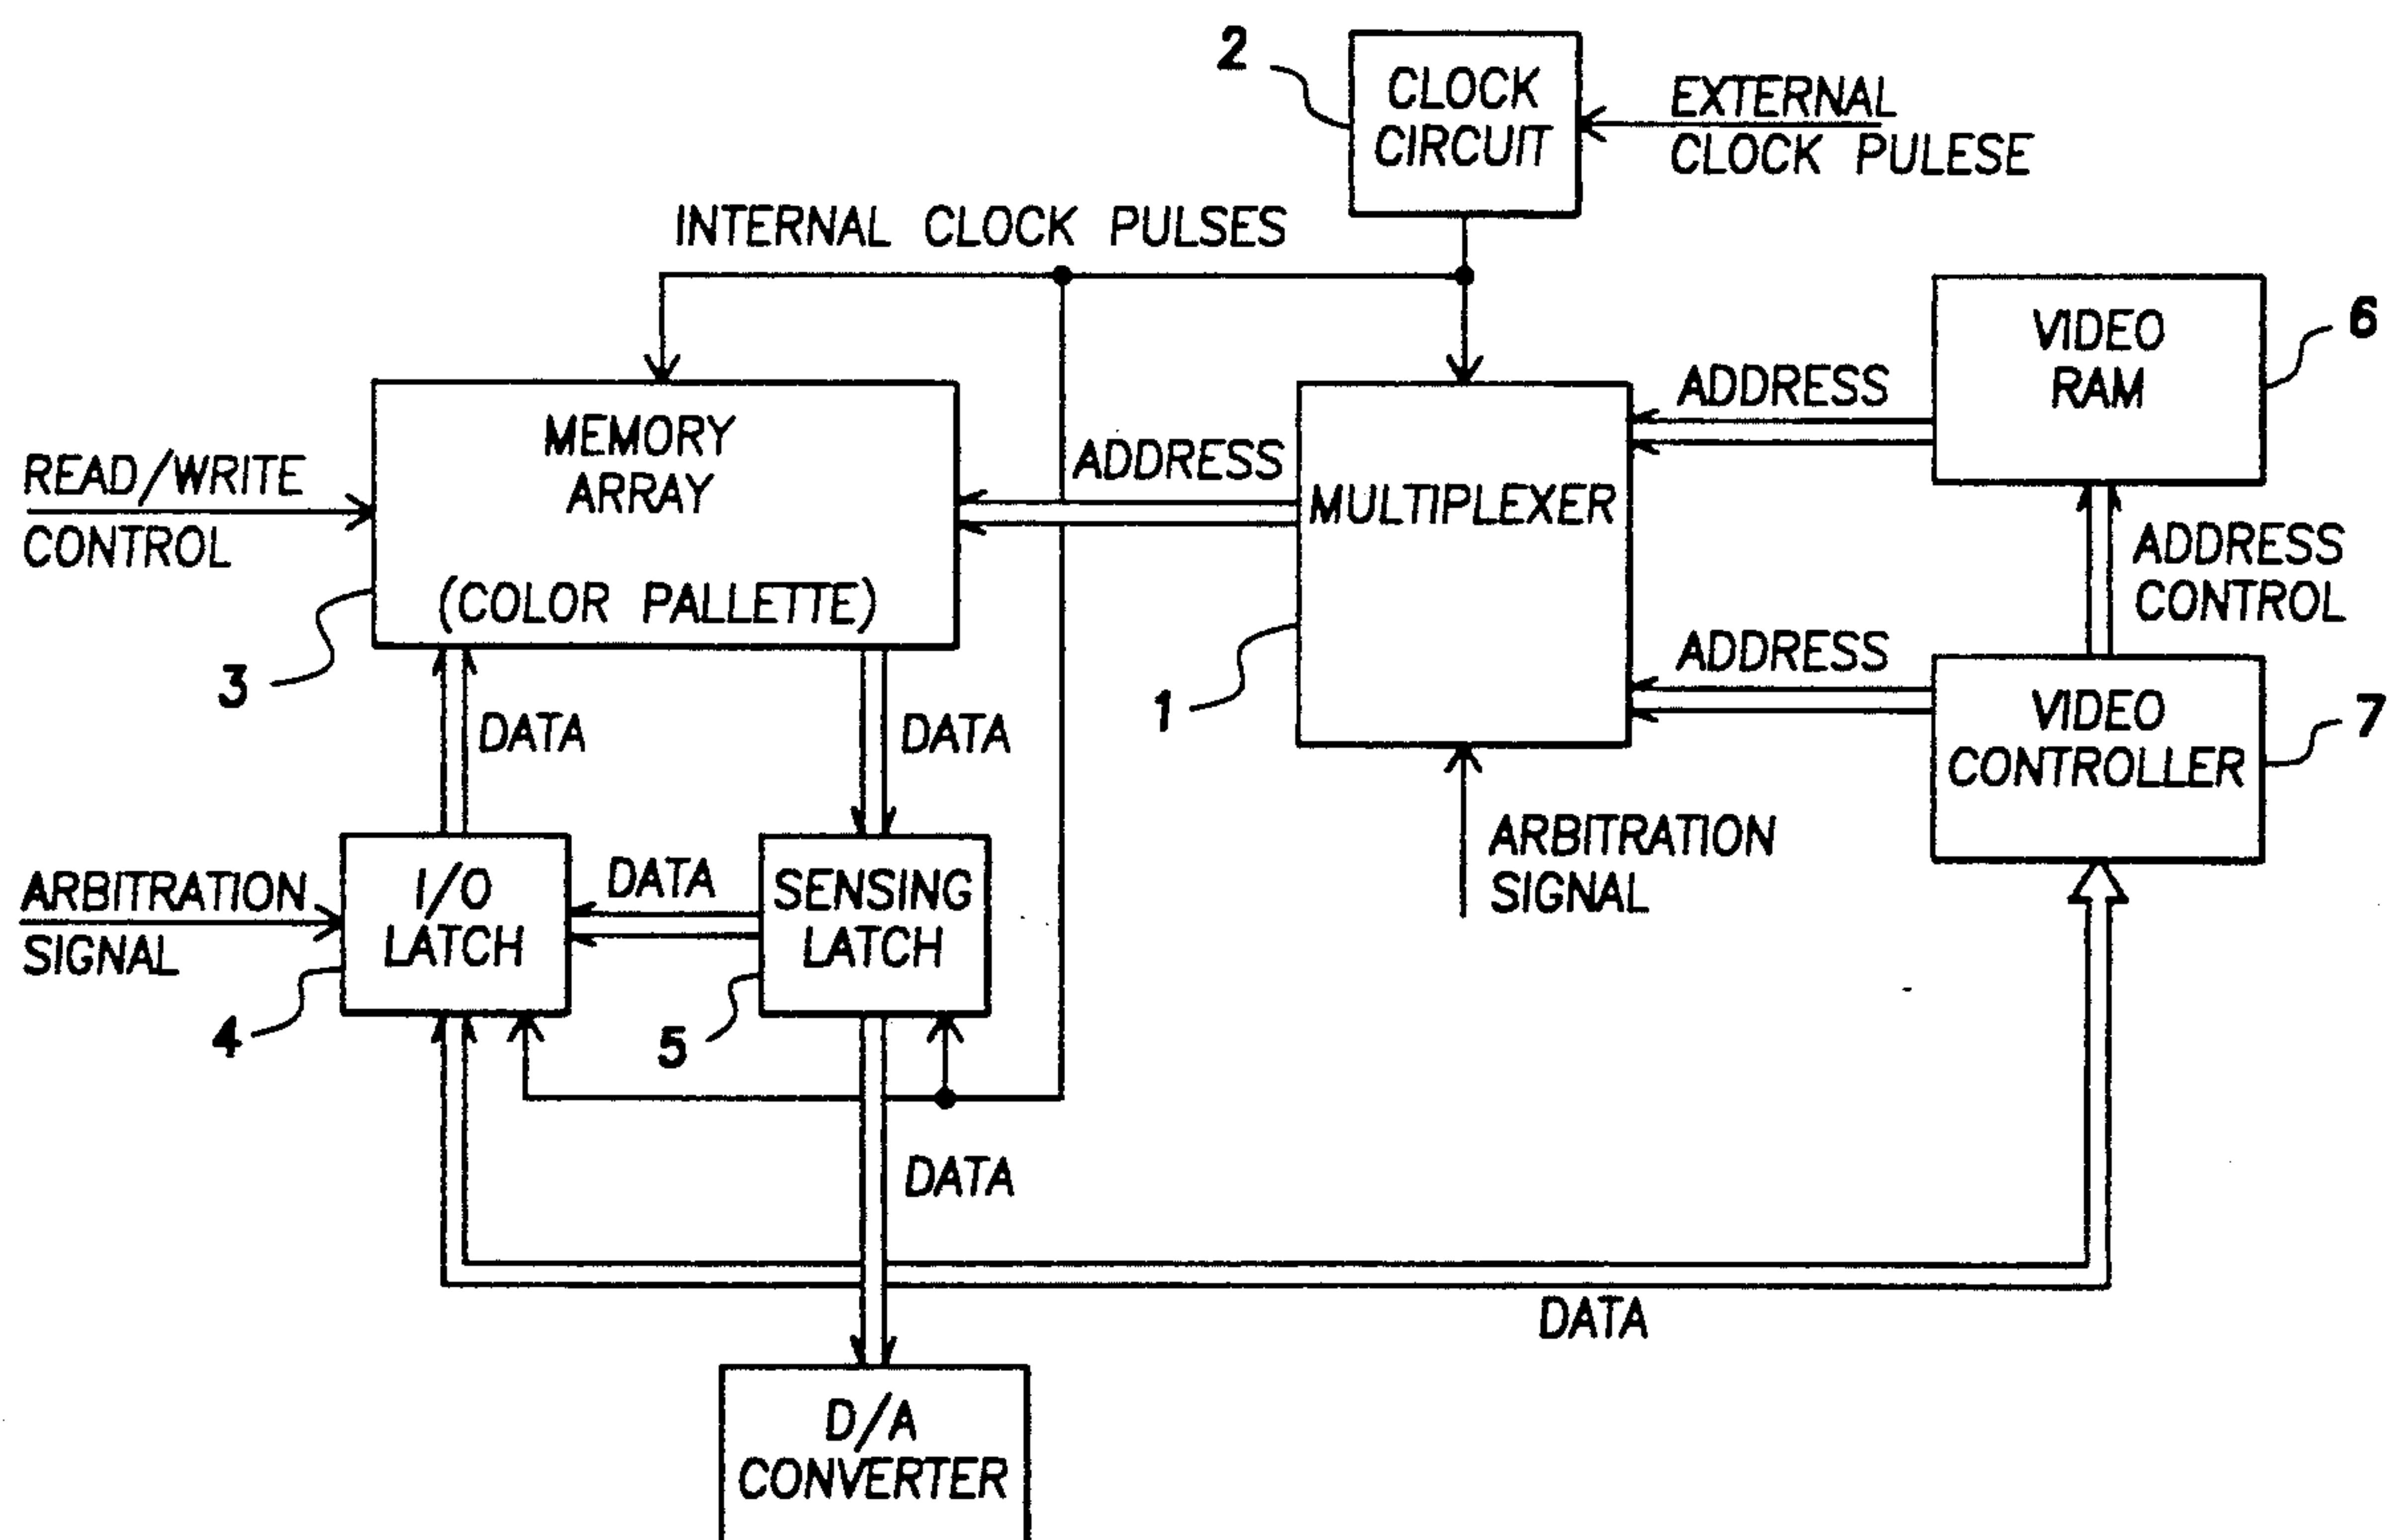 2
CLOCK
CIRCUIT
EXTERNAL
CLOCK PULESE
INTERNAL CLOCK PULSES
VIDEO
RAM
6
ADDRESS
MEMORY
ARRAY
(COLOR PALLETTE)
READ/WRITE
CONTROL
ADDRESS
MULTIPLEXER
ADDRESS
CONTROL
3
1
ADDRESS
VIDEO
CONTROLLER
7
DATA
DATA
ARBITRATION
SIGNAL
I/O
LATCH
DATA
SENSING
LATCH
ARBITRATION
SIGNAL
4
5
DATA
DATA
D/A
CONVERTER